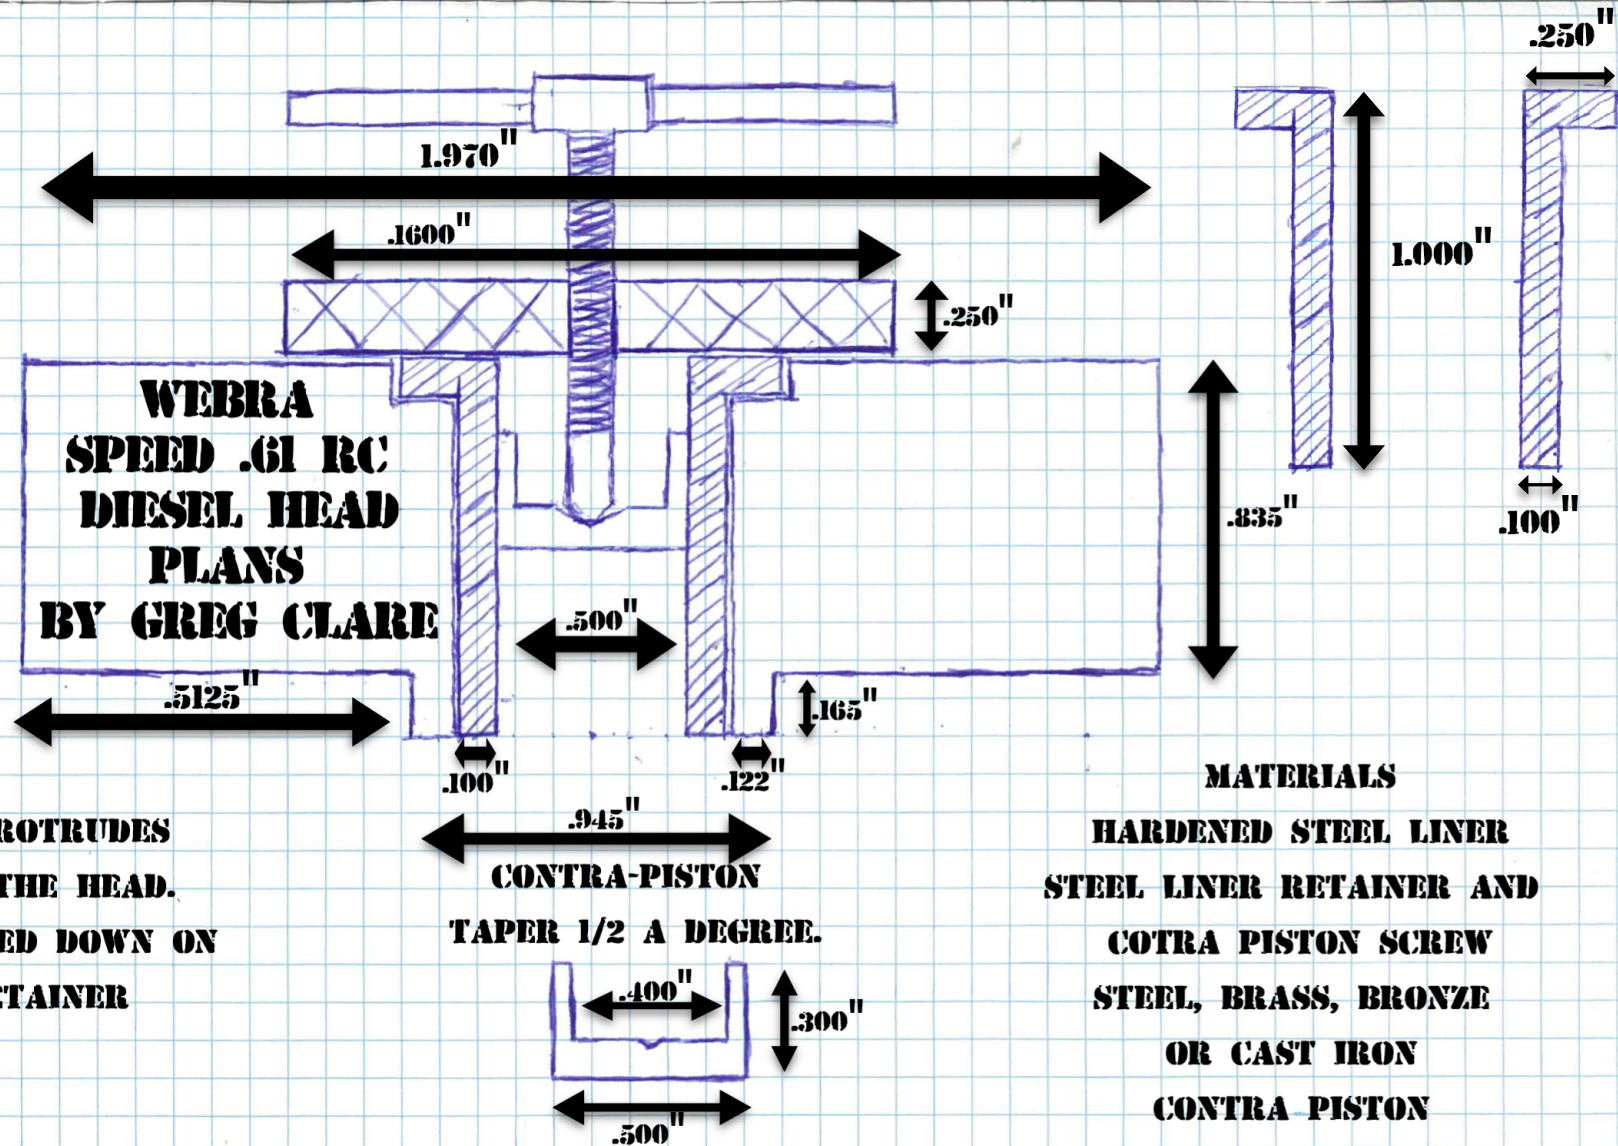 .250"
1.970"
.1600"
1.000"
.250"
WEBRA
SPEED .61 RC
DIESEL HEAD
PLANS
BY GREG CLARE
.835"
.100"
.500"
.5125"
.165"
.100"
.122"
.945"
ROTRUDES
THE HEAD.
ED DOWN ON
ETAINER
CONTRA-PISTON
TAPER 1/2 A DEGREE.
.400"
.300"
.500"
MATERIALS
HARDENED STEEL LINER
STEEL LINER RETAINER AND
COTRA PISTON SCREW
STEEL, BRASS, BRONZE
OR CAST IRON
CONTRA PISTON